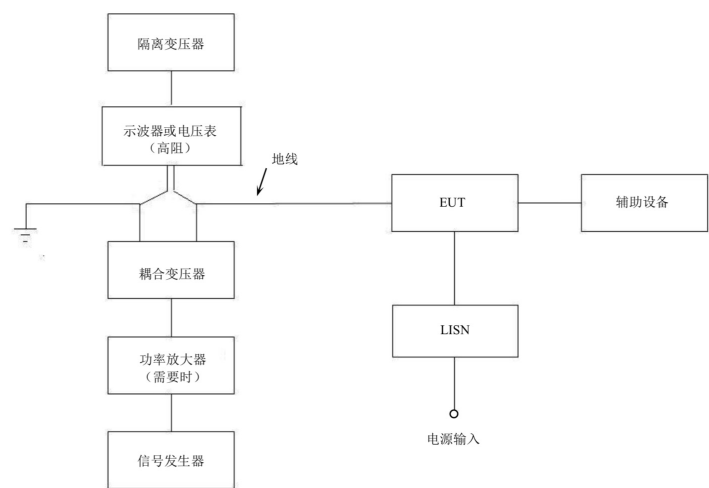 隔离变压器
示波器或电压表
（高阻）
地线
EUT
辅助设备
耦合变压器
LISN
功率放大器
（需要时）
电源输入
信号发生器